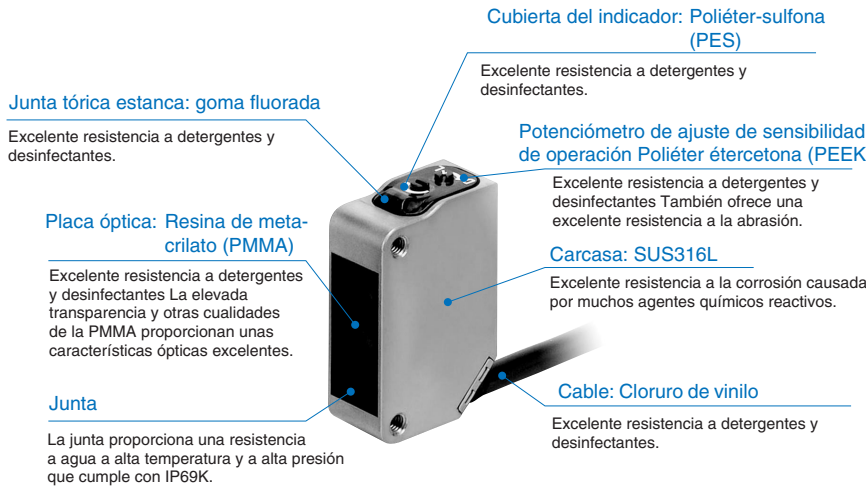 Cubierta del indicador: Poliéter-sulfona
(PES)
Excelente resistencia a detergentes y
desinfectantes.
Junta tórica estanca: goma fluorada
Excelente resistencia a detergentes y
desinfectantes.
Potenciómetro de ajuste de sensibilidad
de operación Poliéter étercetona (PEEK
Excelente resistencia a detergentes y
desinfectantes También ofrece una
excelente resistencia a la abrasión.
Placa óptica: Resina de meta-
crilato (PMMA)
Excelente resistencia a detergentes
y desinfectantes La elevada
transparencia y otras cualidades
de la PMMA proporcionan unas
características ópticas excelentes.
Carcasa: SUS316L
Excelente resistencia a la corrosión causada
por muchos agentes químicos reactivos.
Junta
La junta proporciona una resistencia
a agua a alta temperatura y a alta presión
que cumple con IP69K.
Cable: Cloruro de vinilo
Excelente resistencia a detergentes y
desinfectantes.